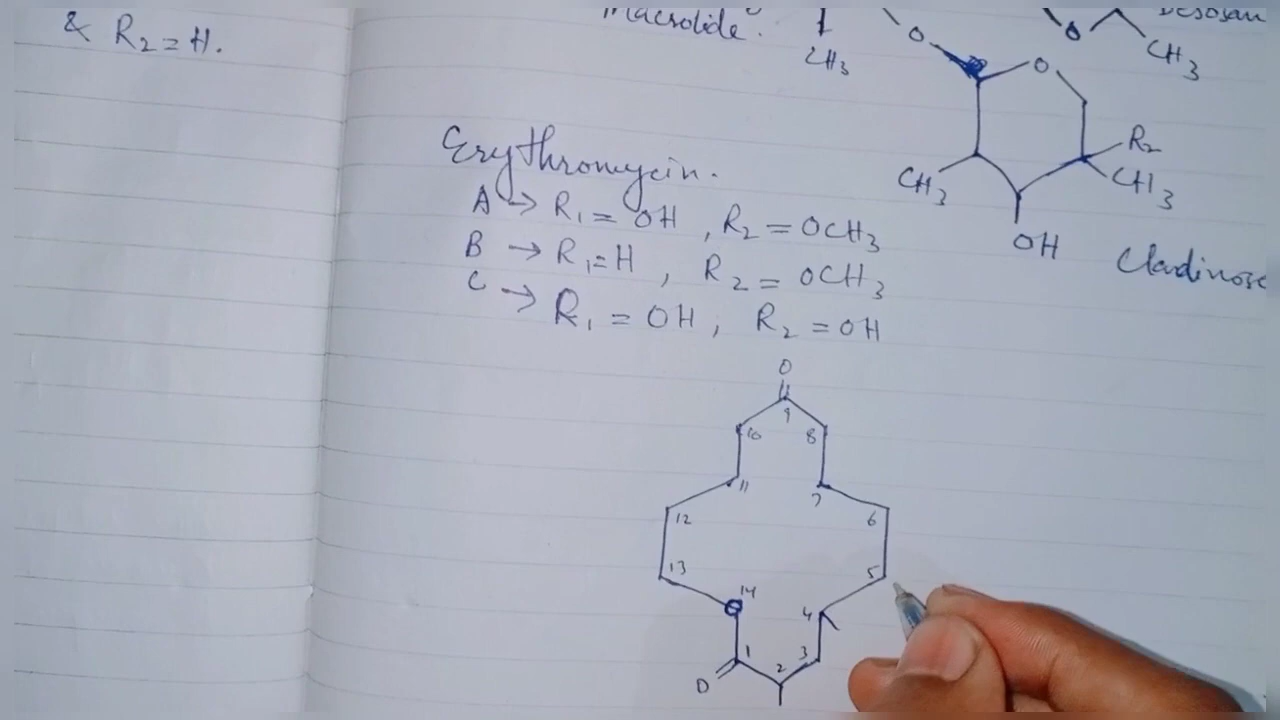 & R₂ = H.
Macrolide.
CH₃
O
O
O
CH₃
R₂
CH₃
CH₃
OH
Cladinose
Erythromycin.
A → R₁ = OH , R₂ = OCH₃
B → R₁ = H , R₂ = OCH₃
C → R₁ = OH , R₂ = OH
O
9
10 8
11 7
12 6
13 5
14 4
1 3
2
O